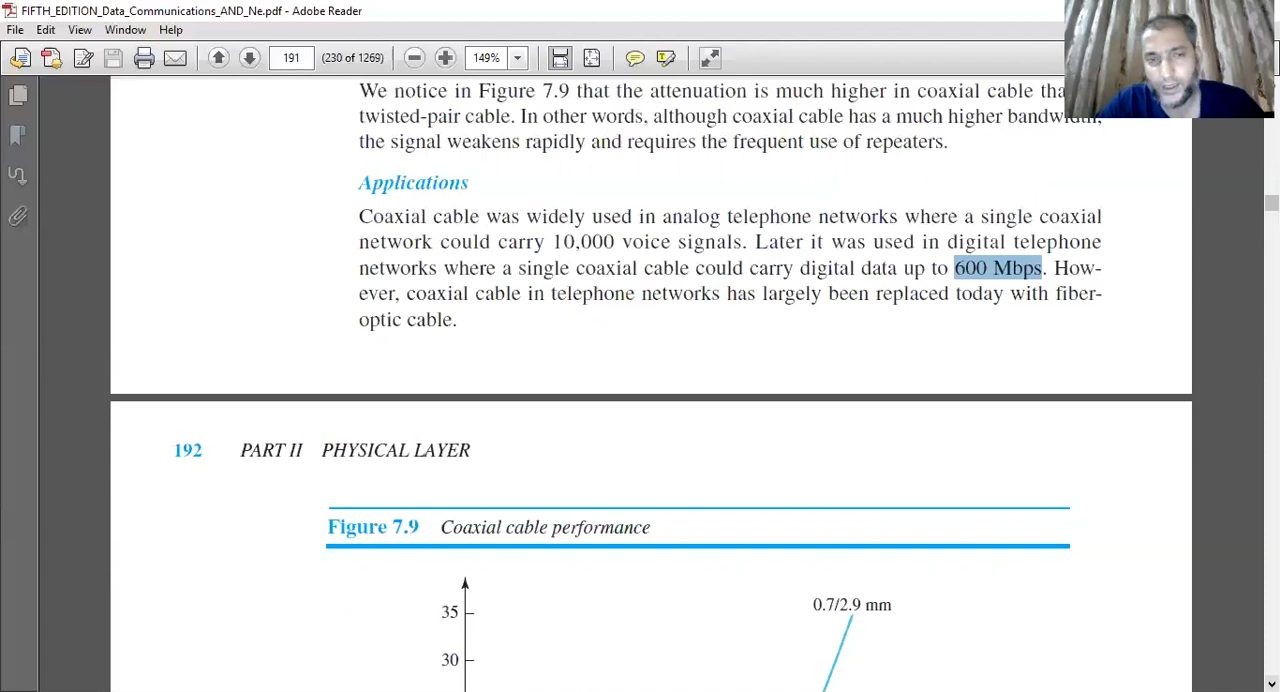 FIFTH_EDITION_Data_Communications_AND_Ne.pdf - Adobe Reader
File Edit View Window Help
191 (230 of 1269) 149%
We notice in Figure 7.9 that the attenuation is much higher in coaxial cable
twisted-pair cable. In other words, although coaxial cable has a much higher bandwidth,
the signal weakens rapidly and requires the frequent use of repeaters.
Applications
Coaxial cable was widely used in analog telephone networks where a single coaxial
network could carry 10,000 voice signals. Later it was used in digital telephone
networks where a single coaxial cable could carry digital data up to 600 Mbps. How-
ever, coaxial cable in telephone networks has largely been replaced today with fiber-
optic cable.
192 PART II PHYSICAL LAYER
Figure 7.9 Coaxial cable performance
0.7/2.9 mm
35
30